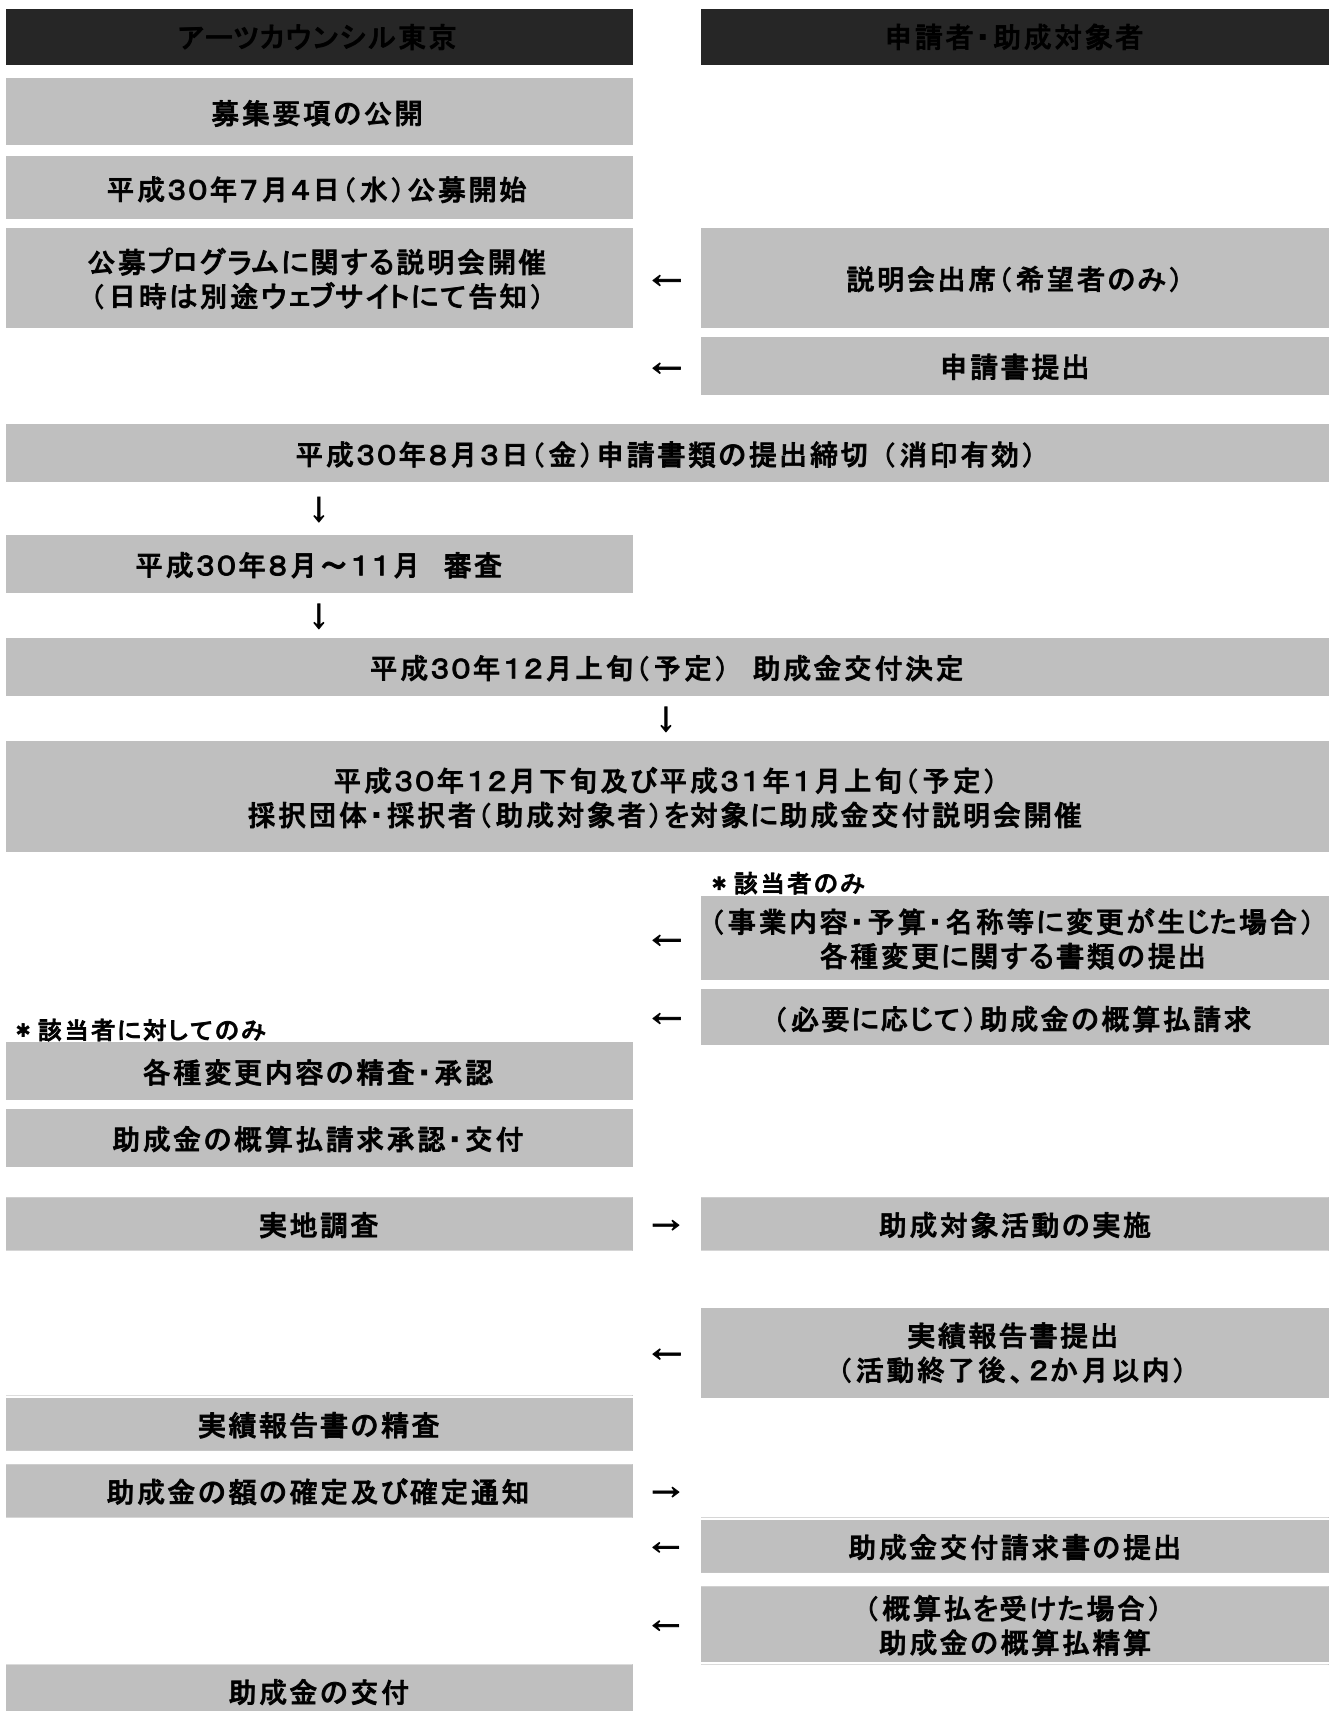 アーツカウンシル東京
申請者・助成対象者
募集要項の公開
平成30年7月4日(水)公募開始
公募プログラムに関する説明会開催
(日時は別途ウェブサイトにて告知)
←
説明会出席(希望者のみ)
←
申請書提出
平成30年8月3日(金)申請書類の提出締切 (消印有効)
↓
平成30年8月～11月　審査
↓
平成30年12月上旬(予定)　助成金交付決定
↓
平成30年12月下旬及び平成31年1月上旬(予定)
採択団体・採択者(助成対象者)を対象に助成金交付説明会開催
*該当者のみ
←
(事業内容・予算・名称等に変更が生じた場合)
各種変更に関する書類の提出
←
(必要に応じて)助成金の概算払請求
*該当者に対してのみ
各種変更内容の精査・承認
助成金の概算払請求承認・交付
実地調査
→
助成対象活動の実施
←
実績報告書提出
(活動終了後、2か月以内)
実績報告書の精査
助成金の額の確定及び確定通知
→
←
助成金交付請求書の提出
←
(概算払を受けた場合)
助成金の概算払精算
助成金の交付